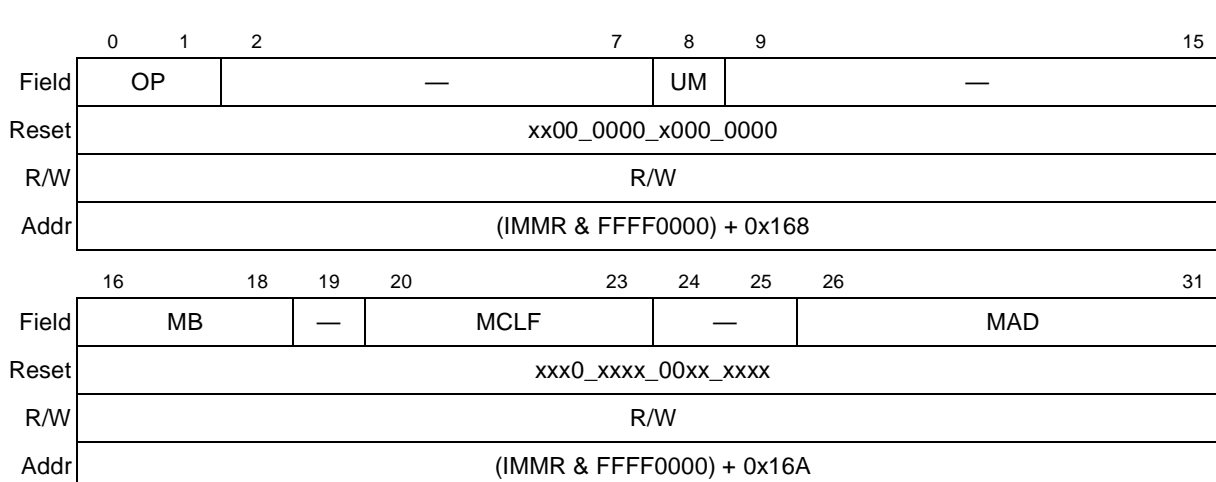 0 1 2 7 8 9 15
Field OP — UM —
Reset xx00_0000_x000_0000
R/W R/W
Addr (IMMR & FFFF0000) + 0x168
16 18 19 20 23 24 25 26 31
Field MB — MCLF — MAD
Reset xxx0_xxxx_00xx_xxxx
R/W R/W
Addr (IMMR & FFFF0000) + 0x16A